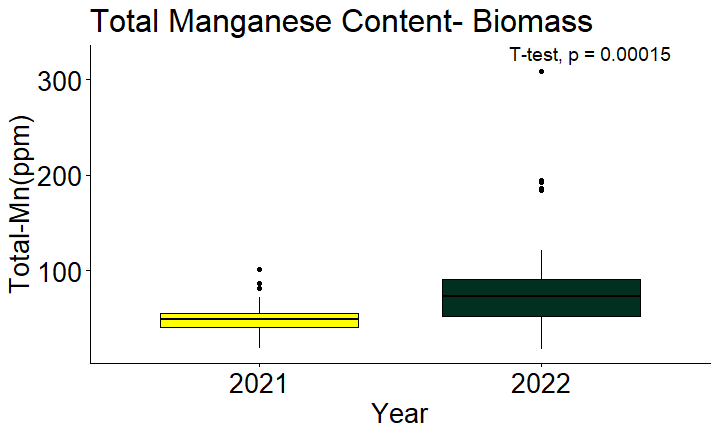 Total Manganese Content- Biomass
T-test, p = 0.00015
Total-Mn(ppm)
300
200
100
2021
2022
Year